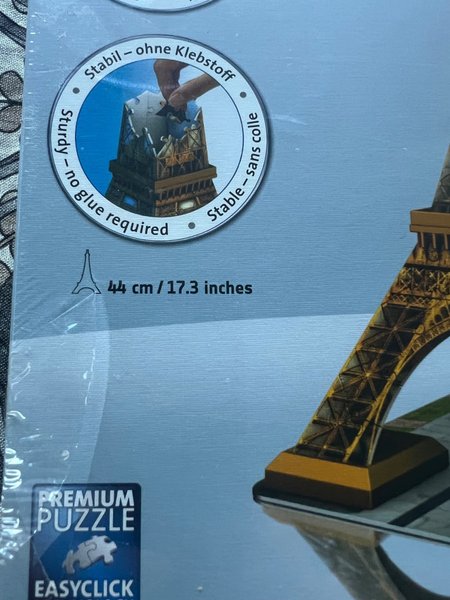 Stabil – ohne Klebstoff
Sturdy – no glue required
Stable – sans colle
44 cm / 17.3 inches
PREMIUM
PUZZLE
EASYCLICK